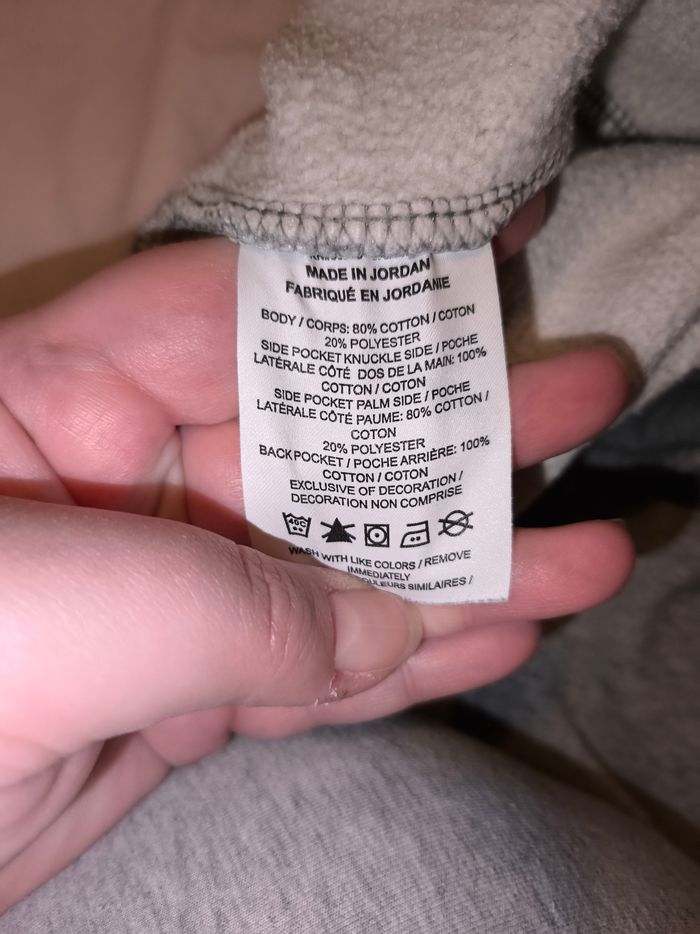 MADE IN JORDAN
FABRIQUÉ EN JORDANIE
BODY / CORPS: 80% COTTON / COTON
20% POLYESTER
SIDE POCKET KNUCKLE SIDE / POCHE
LATÉRALE CÔTÉ DOS DE LA MAIN: 100%
COTTON / COTON
SIDE POCKET PALM SIDE / POCHE
LATÉRALE CÔTÉ PAUME: 80% COTTON /
COTON
20% POLYESTER
BACK POCKET / POCHE ARRIÈRE: 100%
COTTON / COTON
EXCLUSIVE OF DECORATION /
DECORATION NON COMPRISE
40C
WASH WITH LIKE COLORS / REMOVE
IMMEDIATELY
SIMILAIRES /